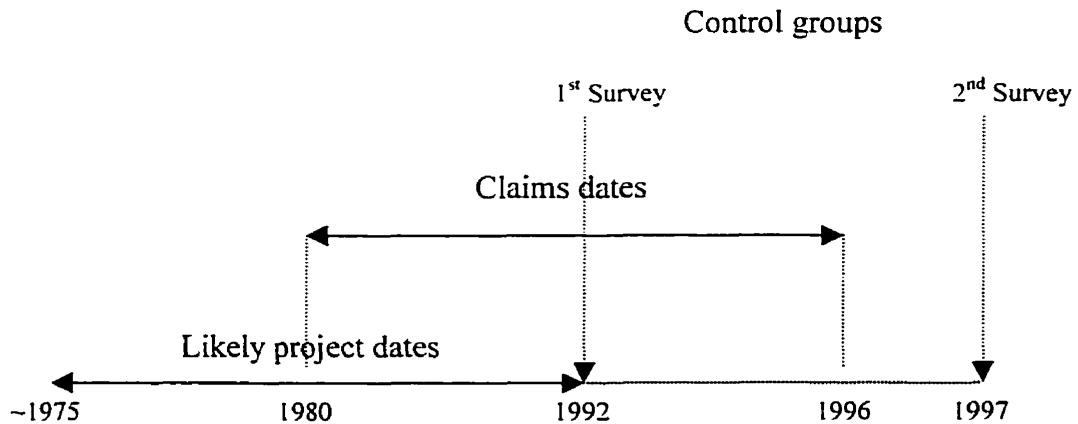 Control groups
1st Survey
2nd Survey
Claims dates
Likely project dates
~1975
1980
1992
1996
1997